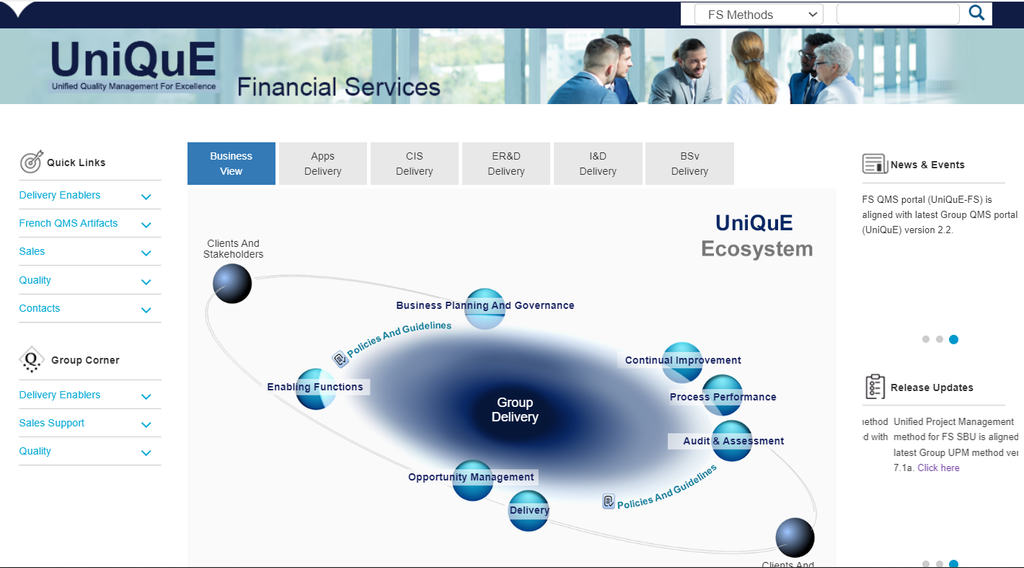 FS Methods
UniQuE
Unified Quality Management For Excellence
Financial Services
Quick Links
Delivery Enablers
French QMS Artifacts
Sales
Quality
Contacts
Q
Group Corner
Delivery Enablers
Sales Support
Quality
Business
View
Apps
Delivery
CIS
Delivery
ER&D
Delivery
I&D
Delivery
BSv
Delivery
UniQuE
Ecosystem
Clients And
Stakeholders
Business Planning And Governance
Policies And Guidelines
Enabling Functions
Continual Improvement
Process Performance
Group
Delivery
Audit & Assessment
Opportunity Management
Policies And Guidelines
Delivery
Clients And
News & Events
FS QMS portal (UniQuE-FS) is
aligned with latest Group QMS portal
(UniQuE) version 2.2.
Release Updates
ethod Unified Project Management
d with method for FS SBU is aligned
latest Group UPM method ver
7.1a. Click here